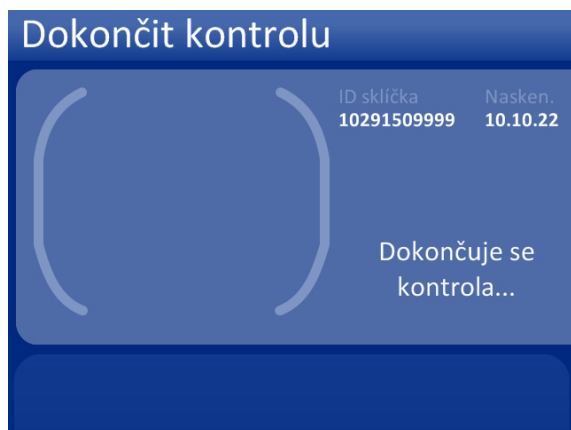 Dokončit kontrolu
ID sklíčka Nasken.
10291509999 10.10.22
Dokončuje se
kontrola...